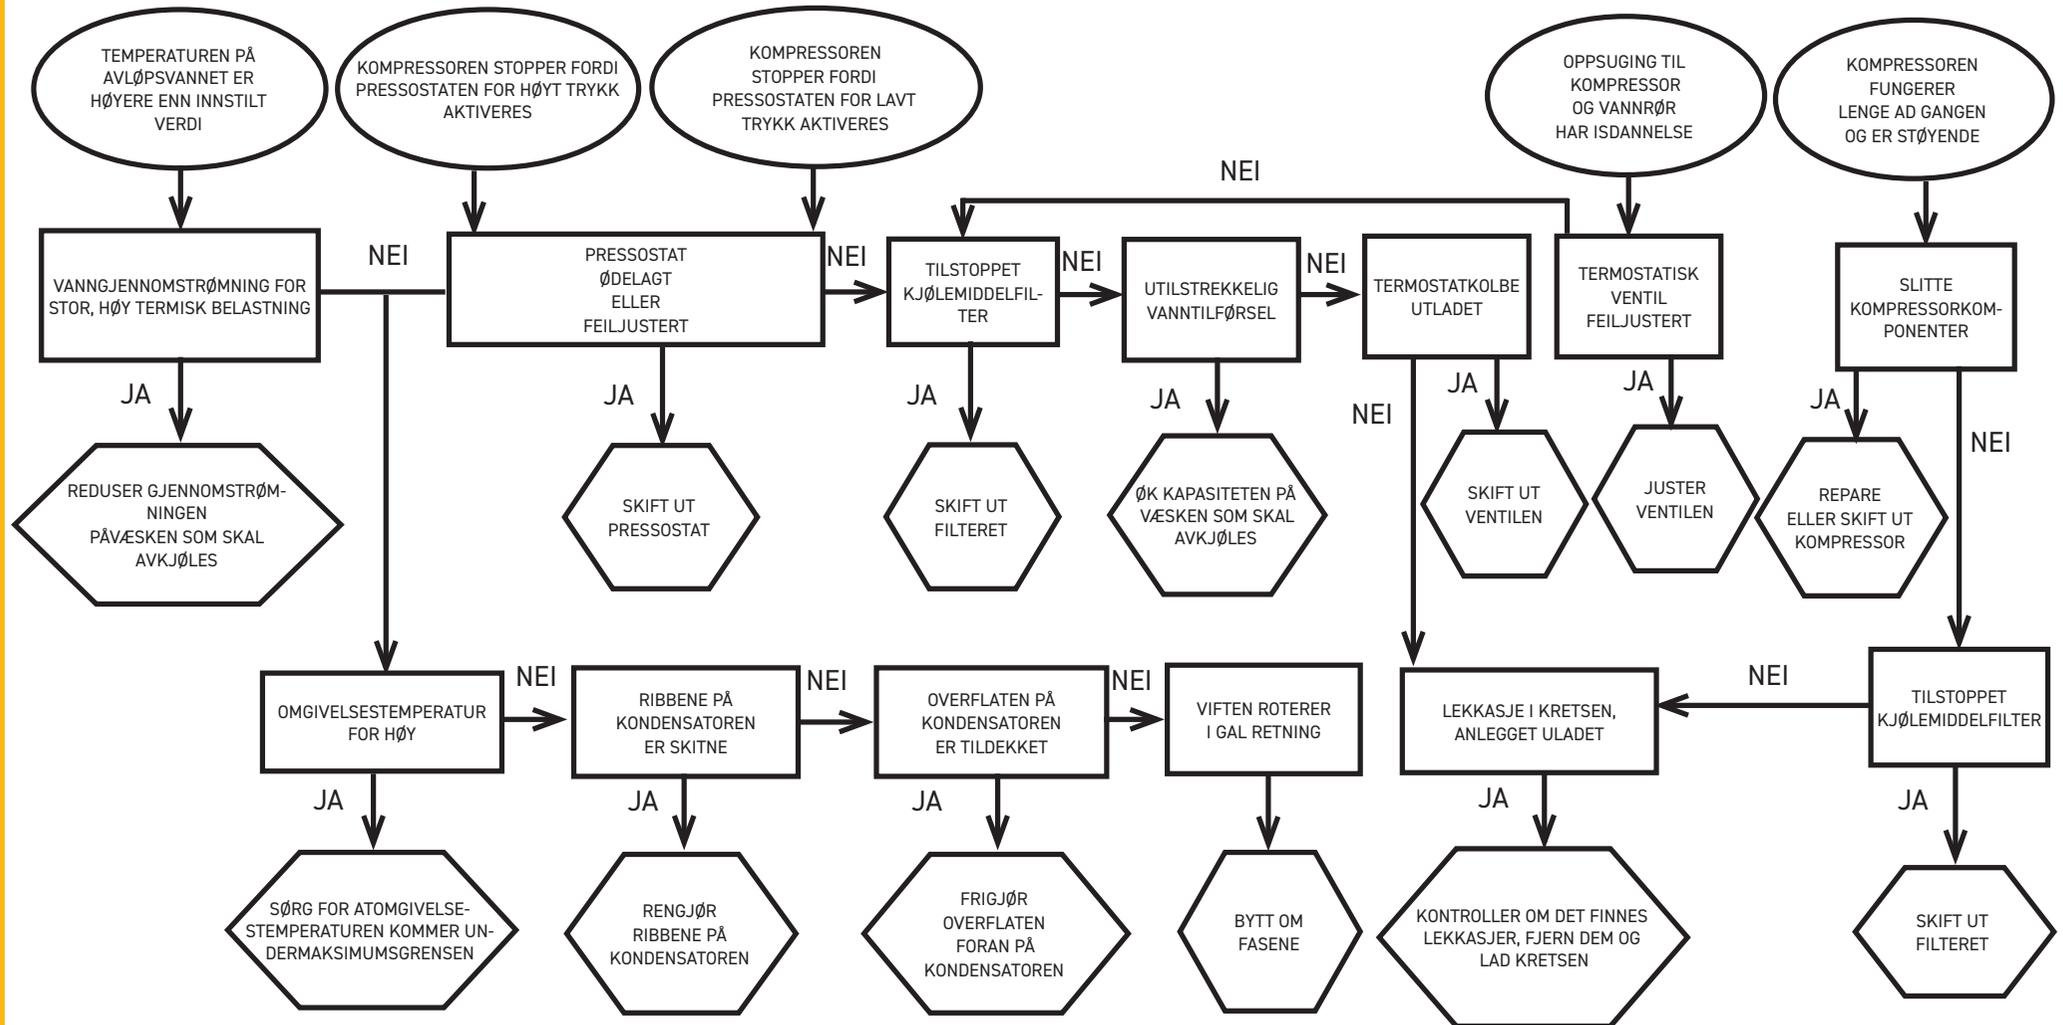 TEMPERATUREN PÅ
AVLØPSVANNET ER
HØYERE ENN INNSTILT
VERDI
KOMPRESSOREN STOPPER FORDI
PRESSOSTATEN FOR HØYT TRYKK
AKTIVERES
KOMPRESSOREN
STOPPER FORDI
PRESSOSTATEN FOR LAVT
TRYKK AKTIVERES
OPPSUGING TIL
KOMPRESSOR
OG VANNRØR
HAR ISDANNELSE
KOMPRESSOREN
FUNGERER
LENGE AD GANGEN
OG ER STØYENDE
NEI
VANNGJENNOMSTRØMNING FOR
STOR, HØY TERMISK BELASTNING
NEI
PRESSOSTAT
ØDELAGT
ELLER
FEILJUSTERT
NEI
TILSTOPPET
KJØLEMIDDELFIL-
TER
NEI
UTILSTREKKELIG
VANNTILFØRSEL
NEI
TERMOSTATKOLBE
UTLADET
TERMOSTATISK
VENTIL
FEILJUSTERT
SLITTE
KOMPRESSORKOM-
PONENTER
JA
JA
JA
JA
NEI
JA
JA
JA
NEI
REDUSER GJENNOMSTRØM-
NINGEN
PÅVÆSKEN SOM SKAL
AVKJØLES
SKIFT UT
PRESSOSTAT
SKIFT UT
FILTERET
ØK KAPASITETEN PÅ
VÆSKEN SOM SKAL
AVKJØLES
SKIFT UT
VENTILEN
JUSTER
VENTILEN
REPARE
ELLER SKIFT UT
KOMPRESSOR
OMGIVELSESTEMPERATUR
FOR HØY
NEI
RIBBENE PÅ
KONDENSATOREN
ER SKITNE
NEI
OVERFLATEN PÅ
KONDENSATOREN
ER TILDEKKET
NEI
VIFTEN ROTERER
I GAL RETNING
LEKKASJE I KRETSEN,
ANLEGGET ULADET
NEI
TILSTOPPET
KJØLEMIDDELFILTER
JA
JA
JA
JA
JA
SØRG FOR ATOMGIVELSE-
STEMPERATUREN KOMMER UN-
DERMAKSIMUMSGRENSEN
RENGJØR
RIBBENE PÅ
KONDENSATOREN
FRIGJØR
OVERFLATEN
FORAN PÅ
KONDENSATOREN
BYTT OM
FASENE
KONTROLLER OM DET FINNES
LEKKASJER, FJERN DEM OG
LAD KRETSEN
SKIFT UT
FILTERET